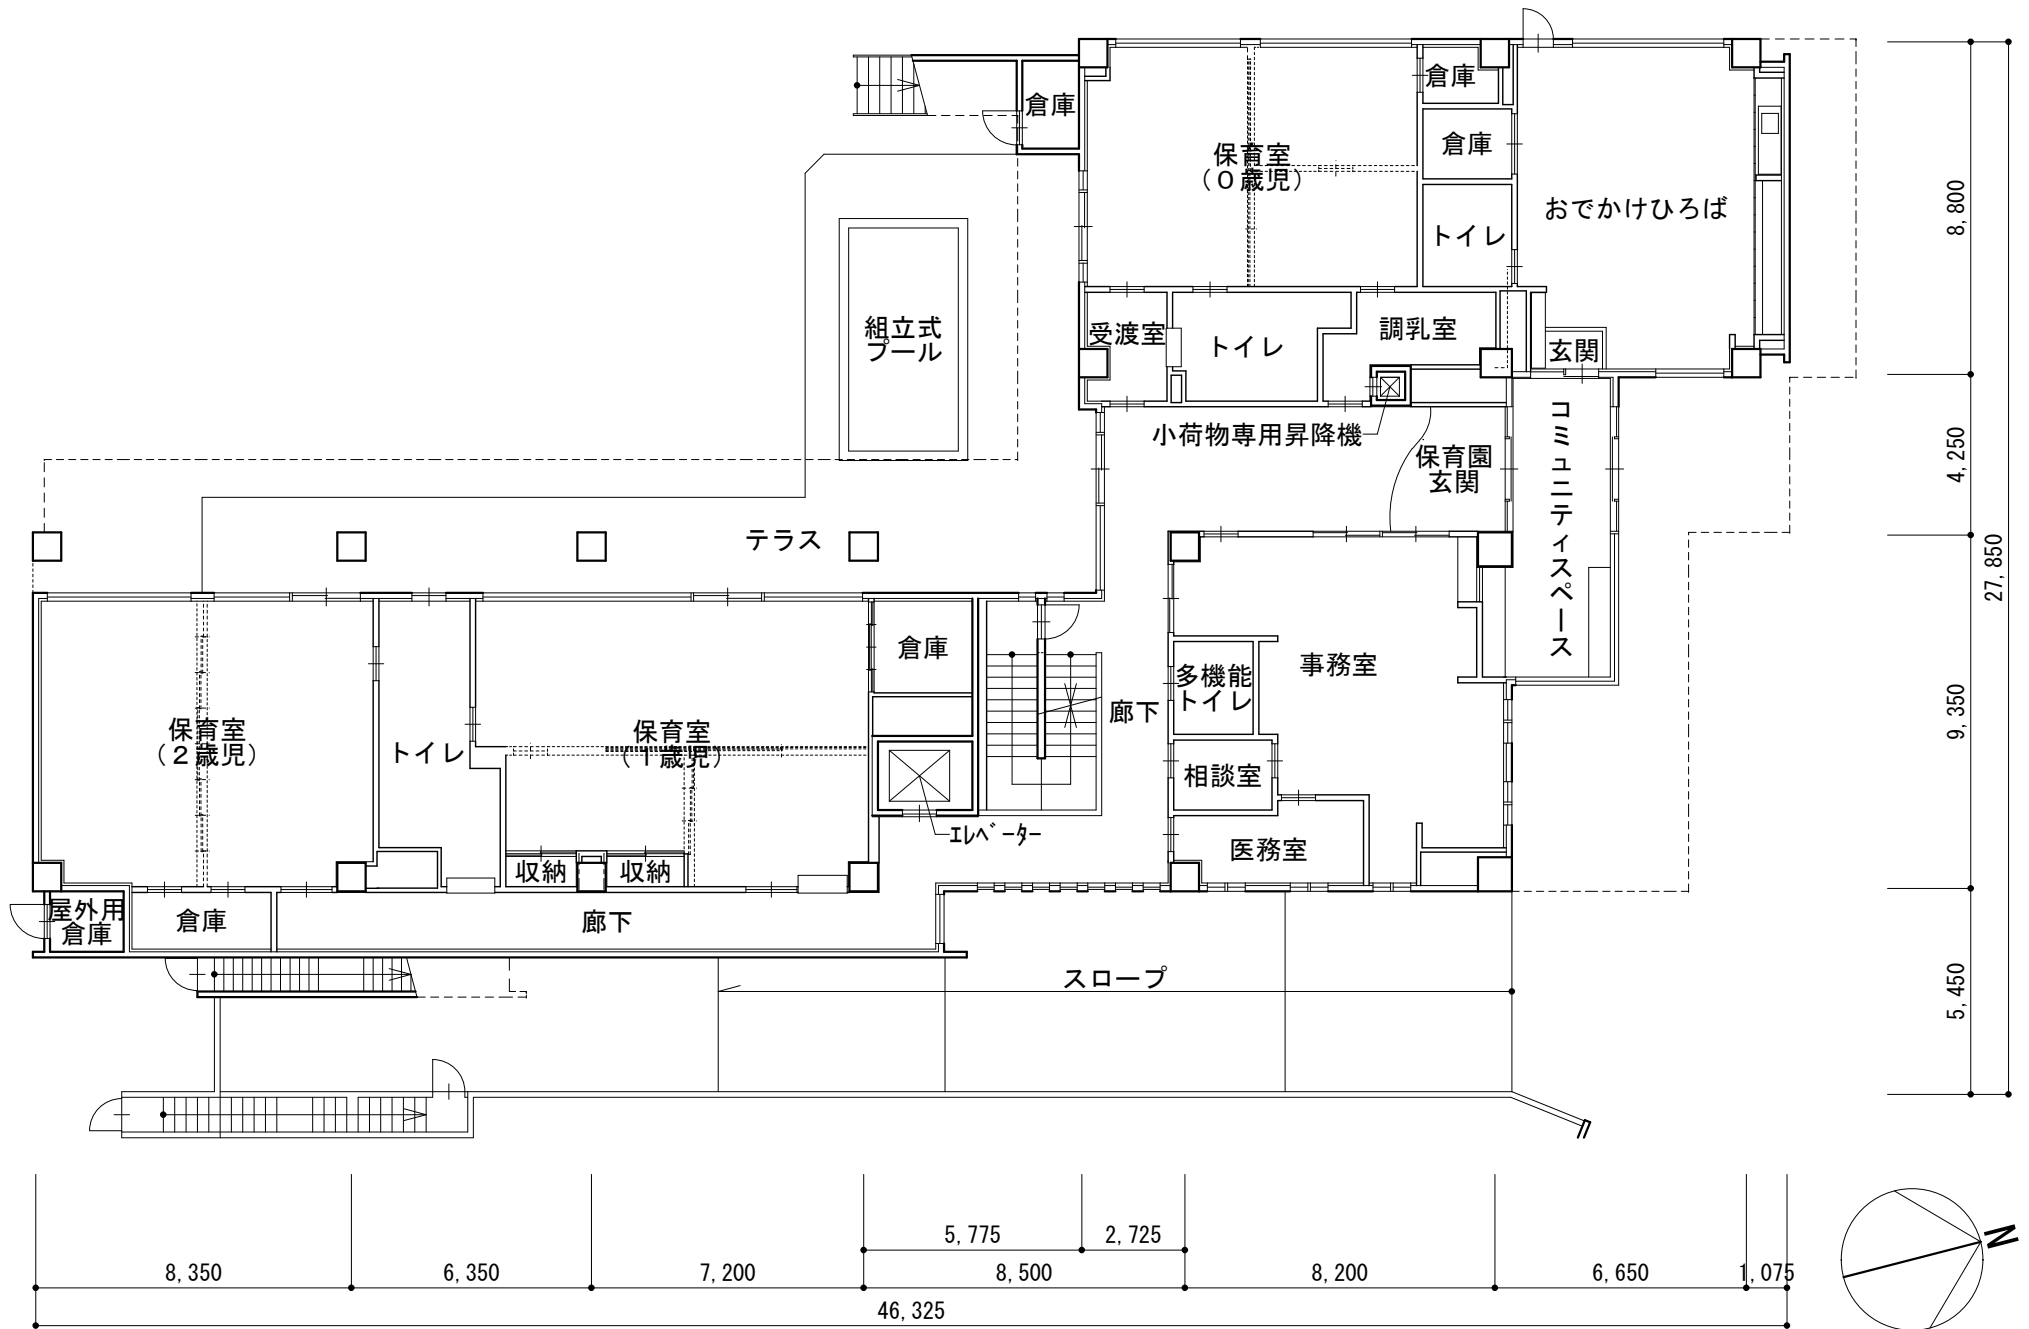 倉庫
倉庫
倉庫
保育室
（０歳児）
おでかけひろば
トイレ
組立式
プール
受渡室
トイレ
調乳室
玄関
小荷物専用昇降機
保育園
玄関
コミュニティスペース
テラス
倉庫
事務室
多機能
トイレ
廊下
保育室
（２歳児）
トイレ
保育室
（１歳児）
相談室
エレベーター
医務室
収納
収納
屋外用
倉庫
倉庫
廊下
スロープ
8,800
4,250
27,850
9,350
5,450
5,775
2,725
8,350
6,350
7,200
8,500
8,200
6,650
1,075
46,325
N